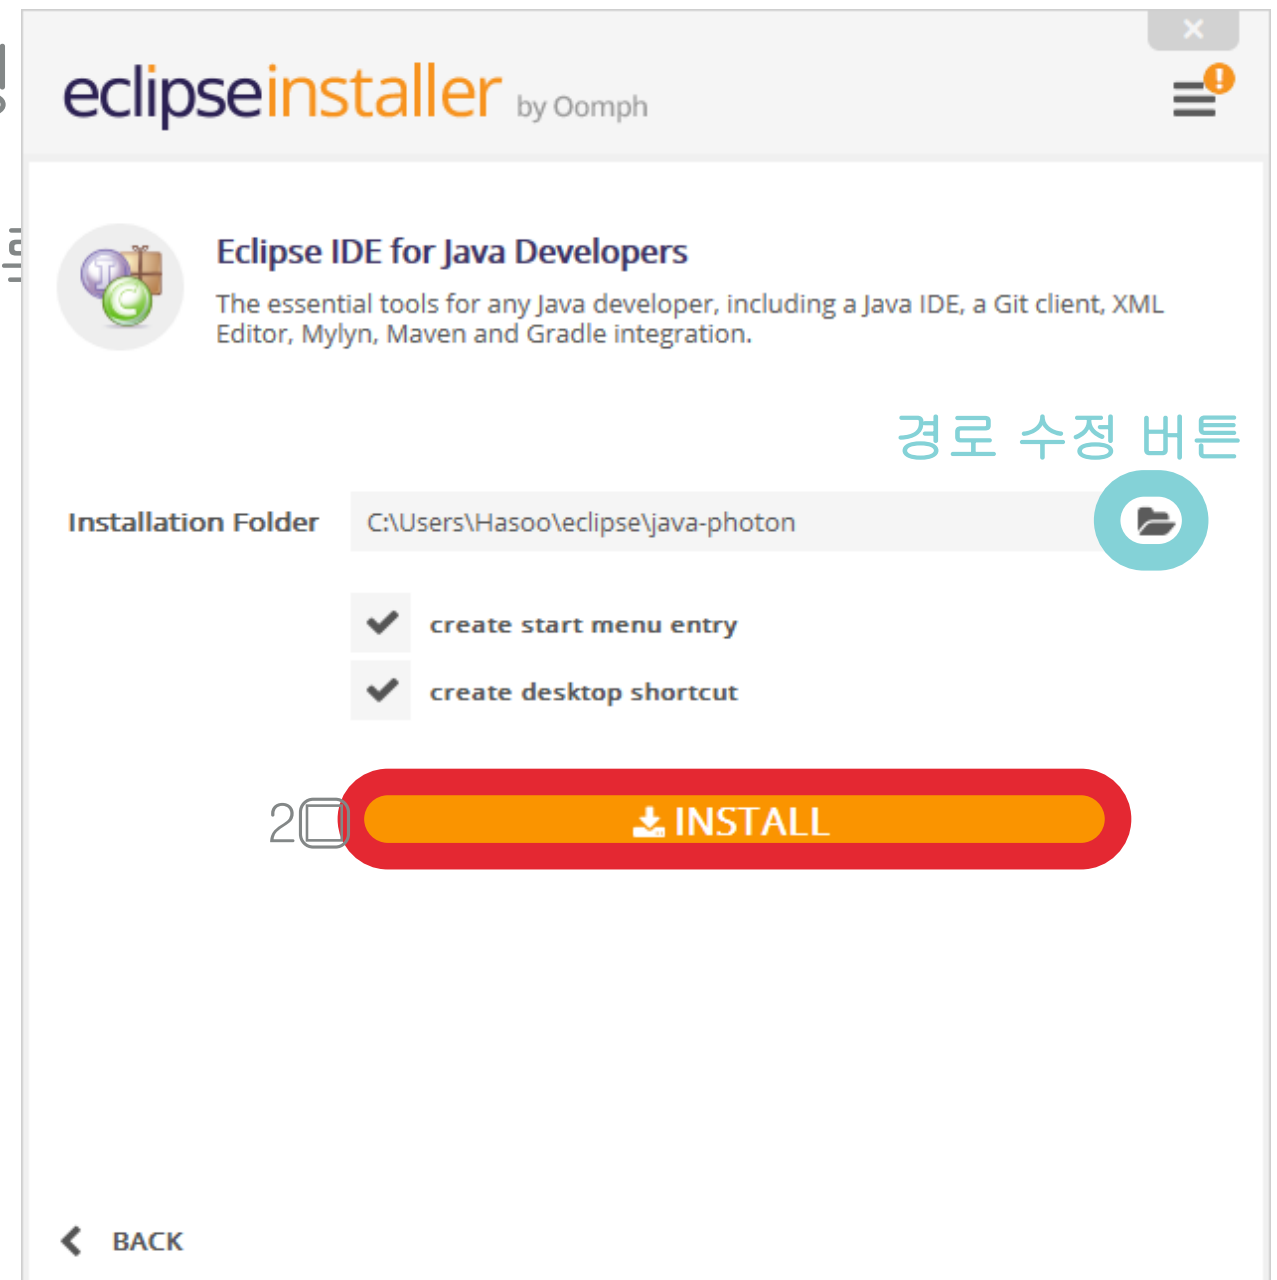 eclipseinstaller by Oomph
Eclipse IDE for Java Developers
The essential tools for any Java developer, including a Java IDE, a Git client, XML
Editor, Mylyn, Maven and Gradle integration.
경로 수정 버튼
Installation Folder C:\Users\Hasoo\eclipse\java-photon
create start menu entry
create desktop shortcut
2
INSTALL
BACK